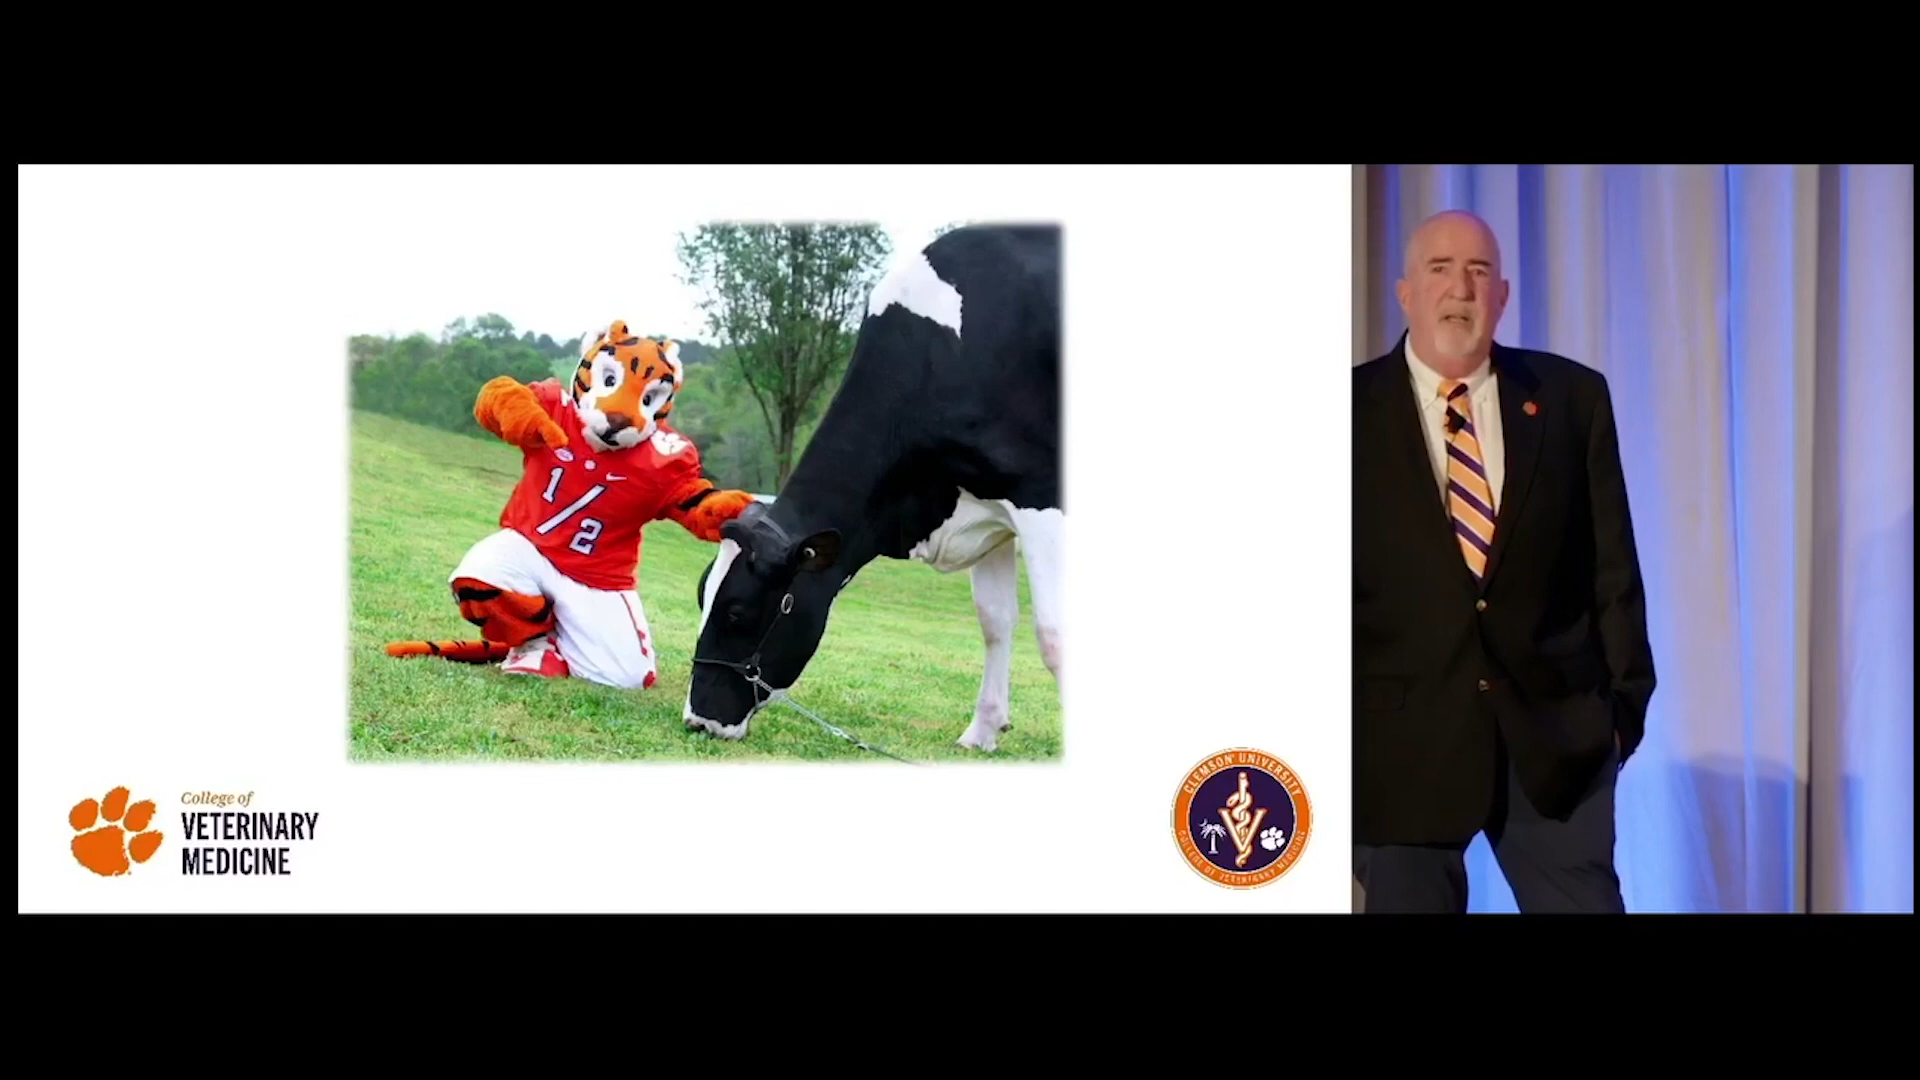 1/2
College of
VETERINARY
MEDICINE
CLEMSON UNIVERSITY
COLLEGE OF VETERINARY MEDICINE